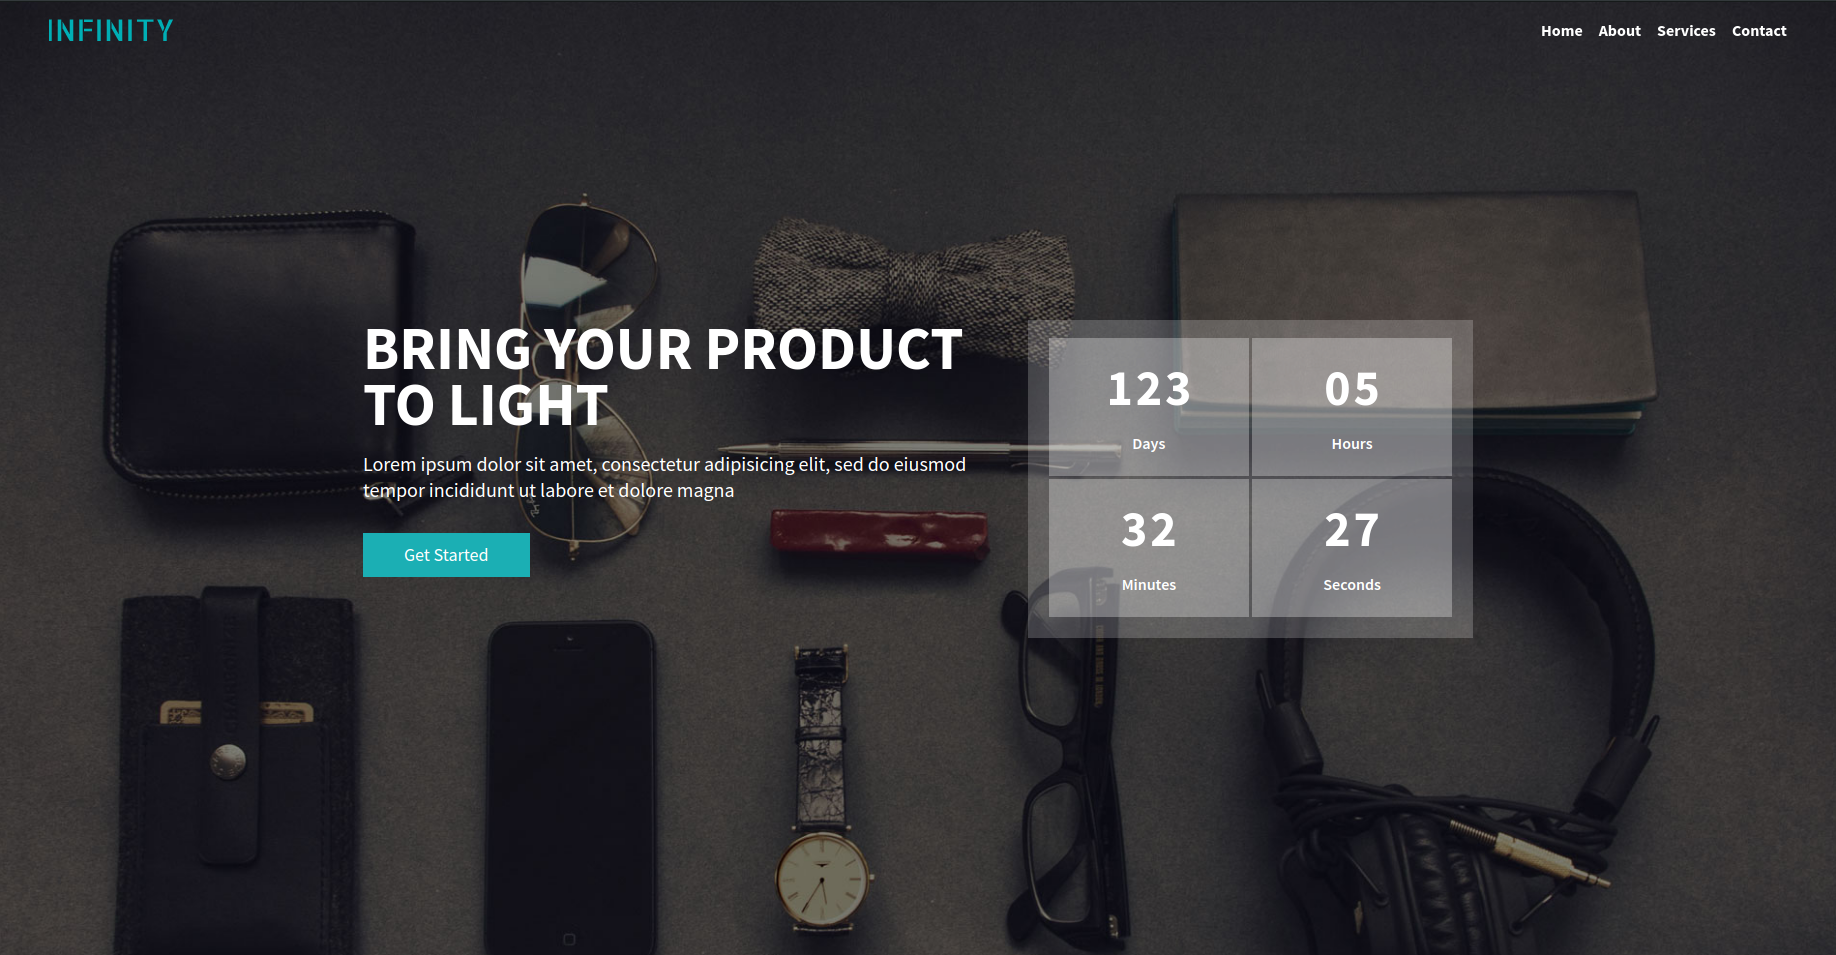 INFINITY
Home About Services Contact
BRING YOUR PRODUCT
TO LIGHT
Lorem ipsum dolor sit amet, consectetur adipisicing elit, sed do eiusmod
tempor incididunt ut labore et dolore magna
Get Started
123 05
Days Hours
32 27
Minutes Seconds